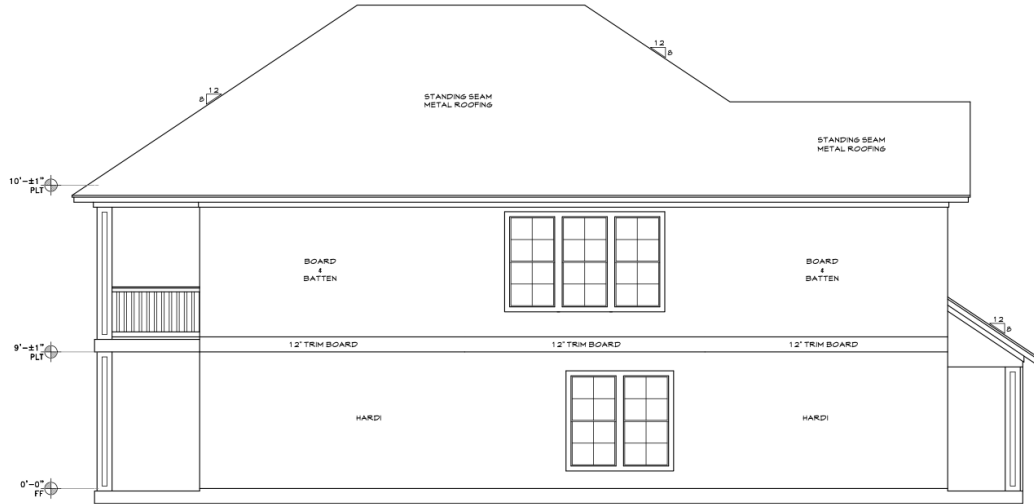 12
8
12
8
STANDING SEAM
METAL ROOFING
STANDING SEAM
METAL ROOFING
10'-±1"
PLT
BOARD
&
BATTEN
BOARD
&
BATTEN
12
8
9'-±1"
PLT
12" TRIM BOARD
12" TRIM BOARD
12" TRIM BOARD
HARDI
HARDI
0'-0"
FF